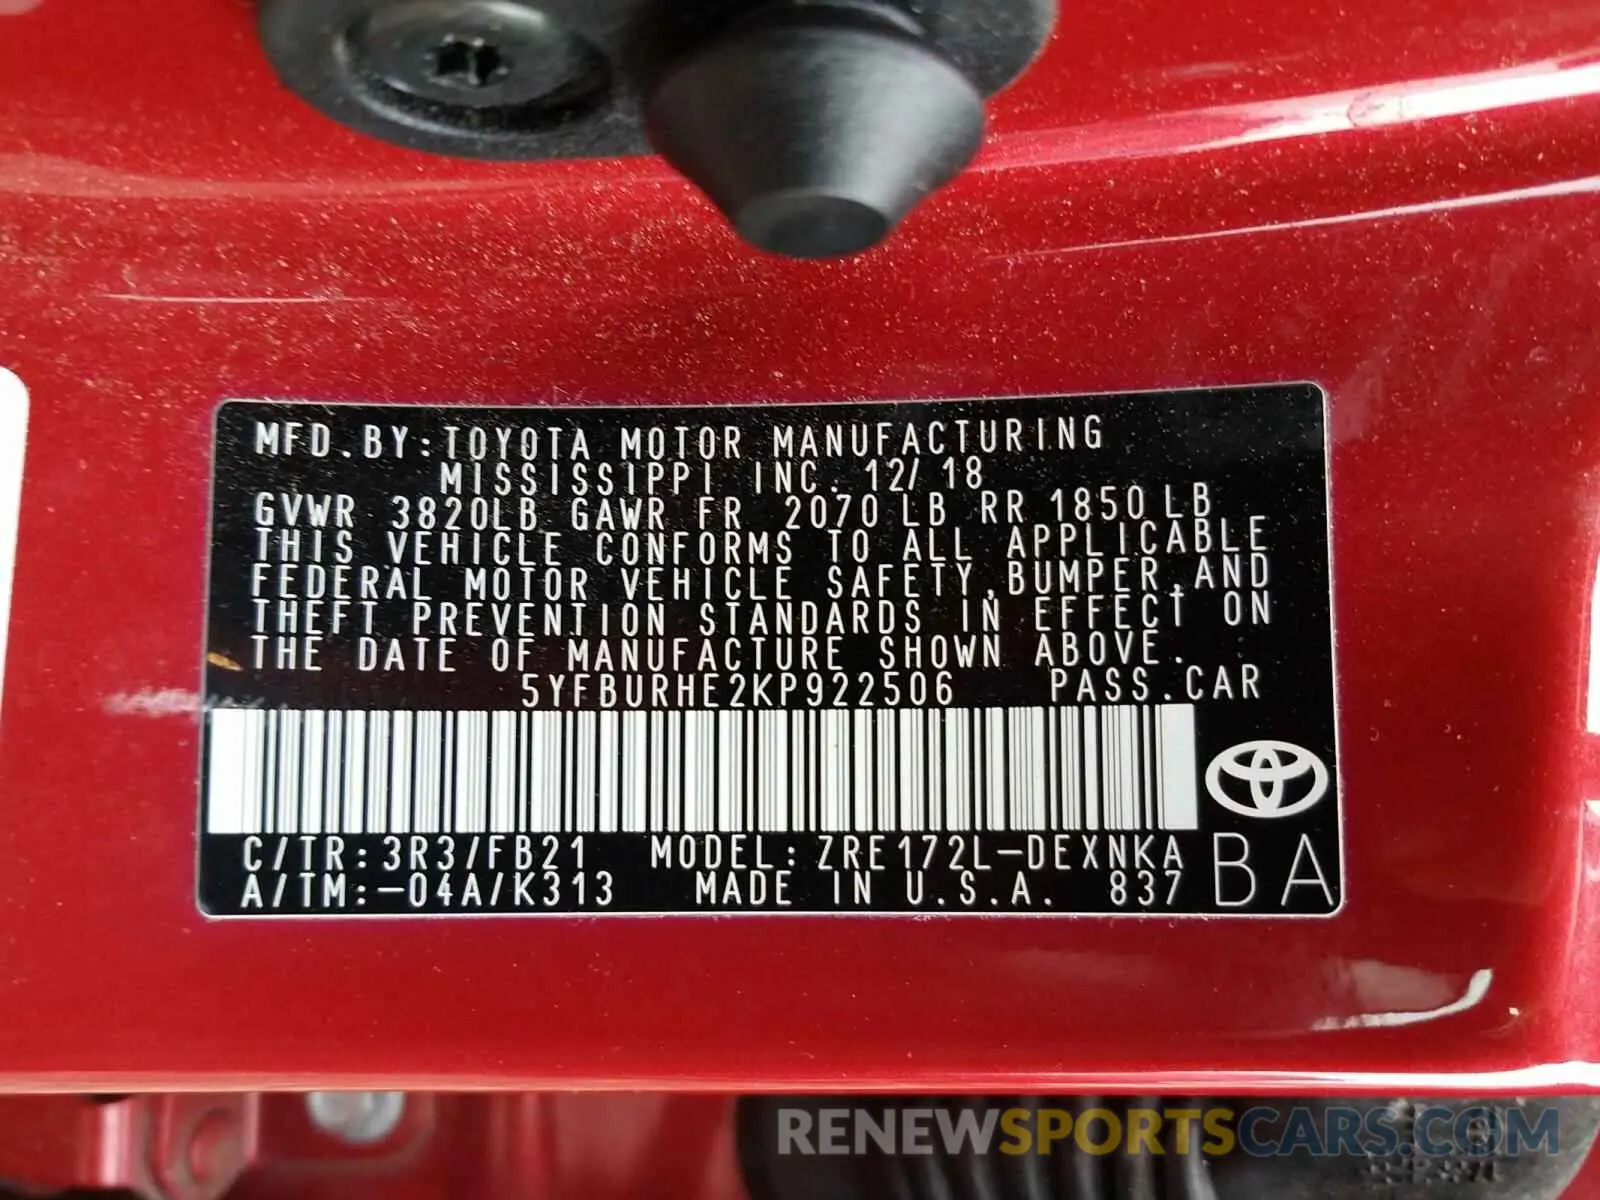 MFD.BY:TOYOTA MOTOR MANUFACTURING
MISSISSIPPI INC. 12/18
GVWR 3820LB GAWR FR 2070LB RR 1850LB
THIS VEHICLE CONFORMS TO ALL APPLICABLE
FEDERAL MOTOR VEHICLE SAFETY,BUMPER,AND
THEFT PREVENTION STANDARDS IN EFFECT ON
THE DATE OF MANUFACTURE SHOWN ABOVE.
5YFBURHE2KP922506 PASS.CAR
C/TR:3R3/FB21 MODEL:ZRE172L-DEXNKA
A/TM:-04A/K313 MADE IN U.S.A. 837
BA
RENEWSPORTSCARS.COM